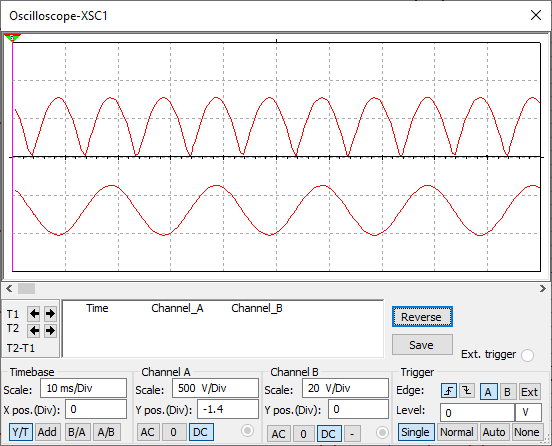 Oscilloscope-XSC1
T1
T2
T2-T1
Time Channel_A Channel_B
Reverse
Save
Ext. trigger
Timebase
Scale: 10 ms/Div
X pos.(Div): 0
Y/T Add B/A A/B
Channel A
Scale: 500 V/Div
Y pos.(Div): -1.4
AC 0 DC
Channel B
Scale: 20 V/Div
Y pos.(Div): 0
AC 0 DC -
Trigger
Edge: A B Ext
Level: 0 V
Single Normal Auto None